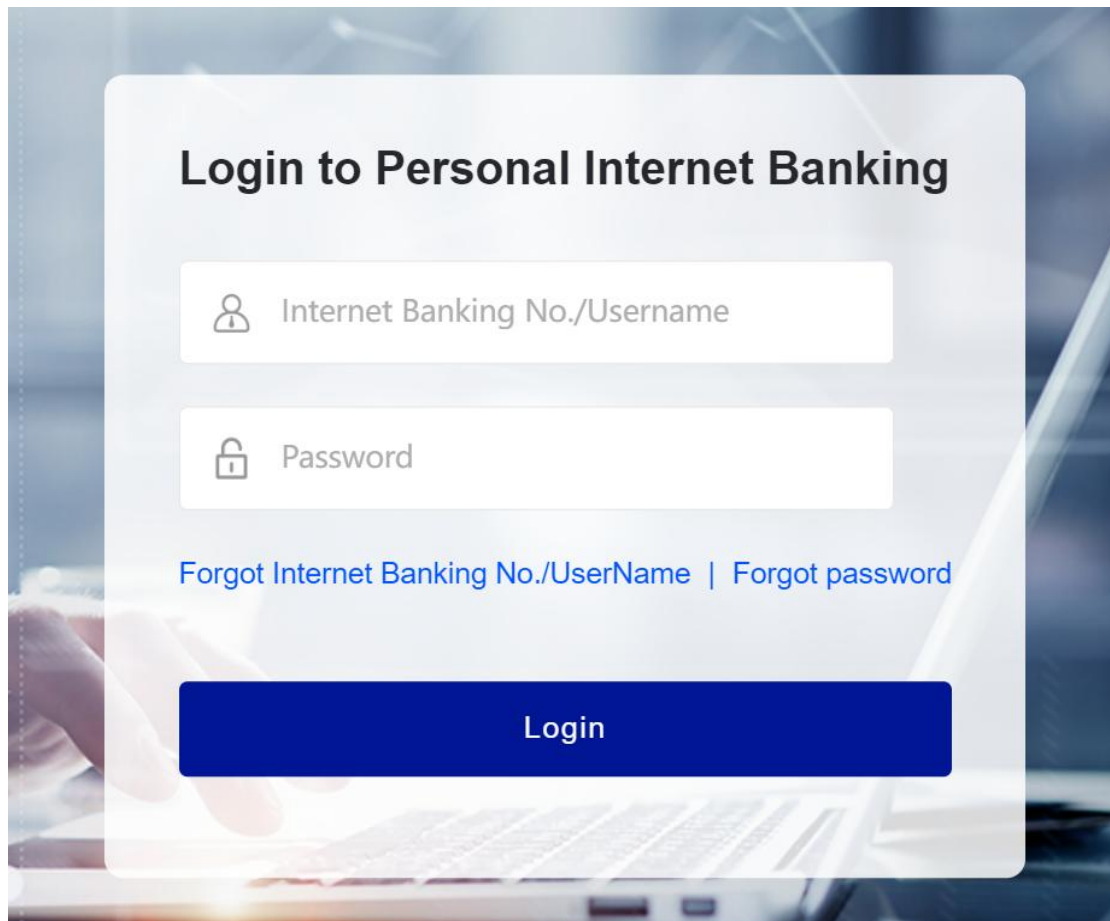 Login to Personal Internet Banking
Internet Banking No./Username
Password
Forgot Internet Banking No./UserName | Forgot password
Login